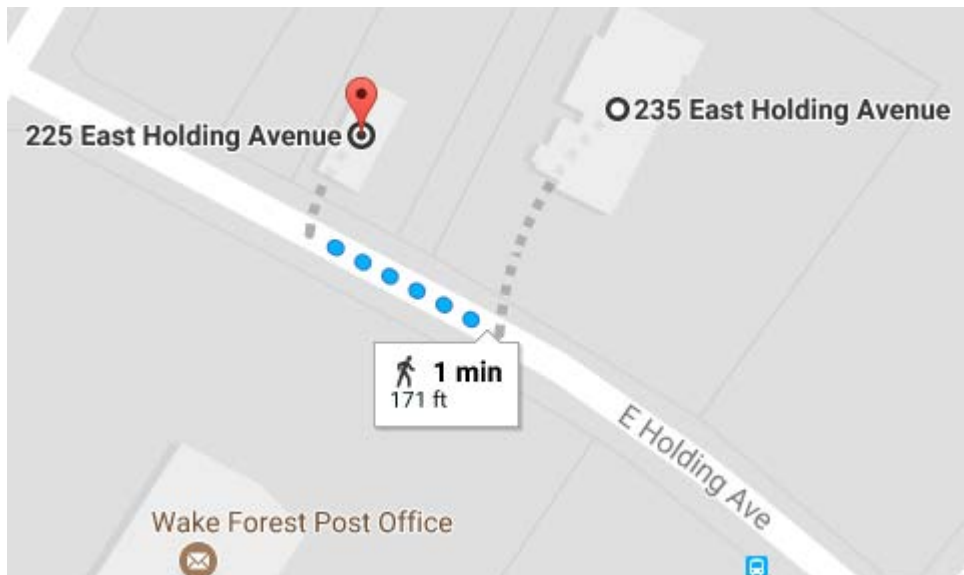 225 East Holding Avenue
235 East Holding Avenue
1 min
171 ft
E Holding Ave
Wake Forest Post Office